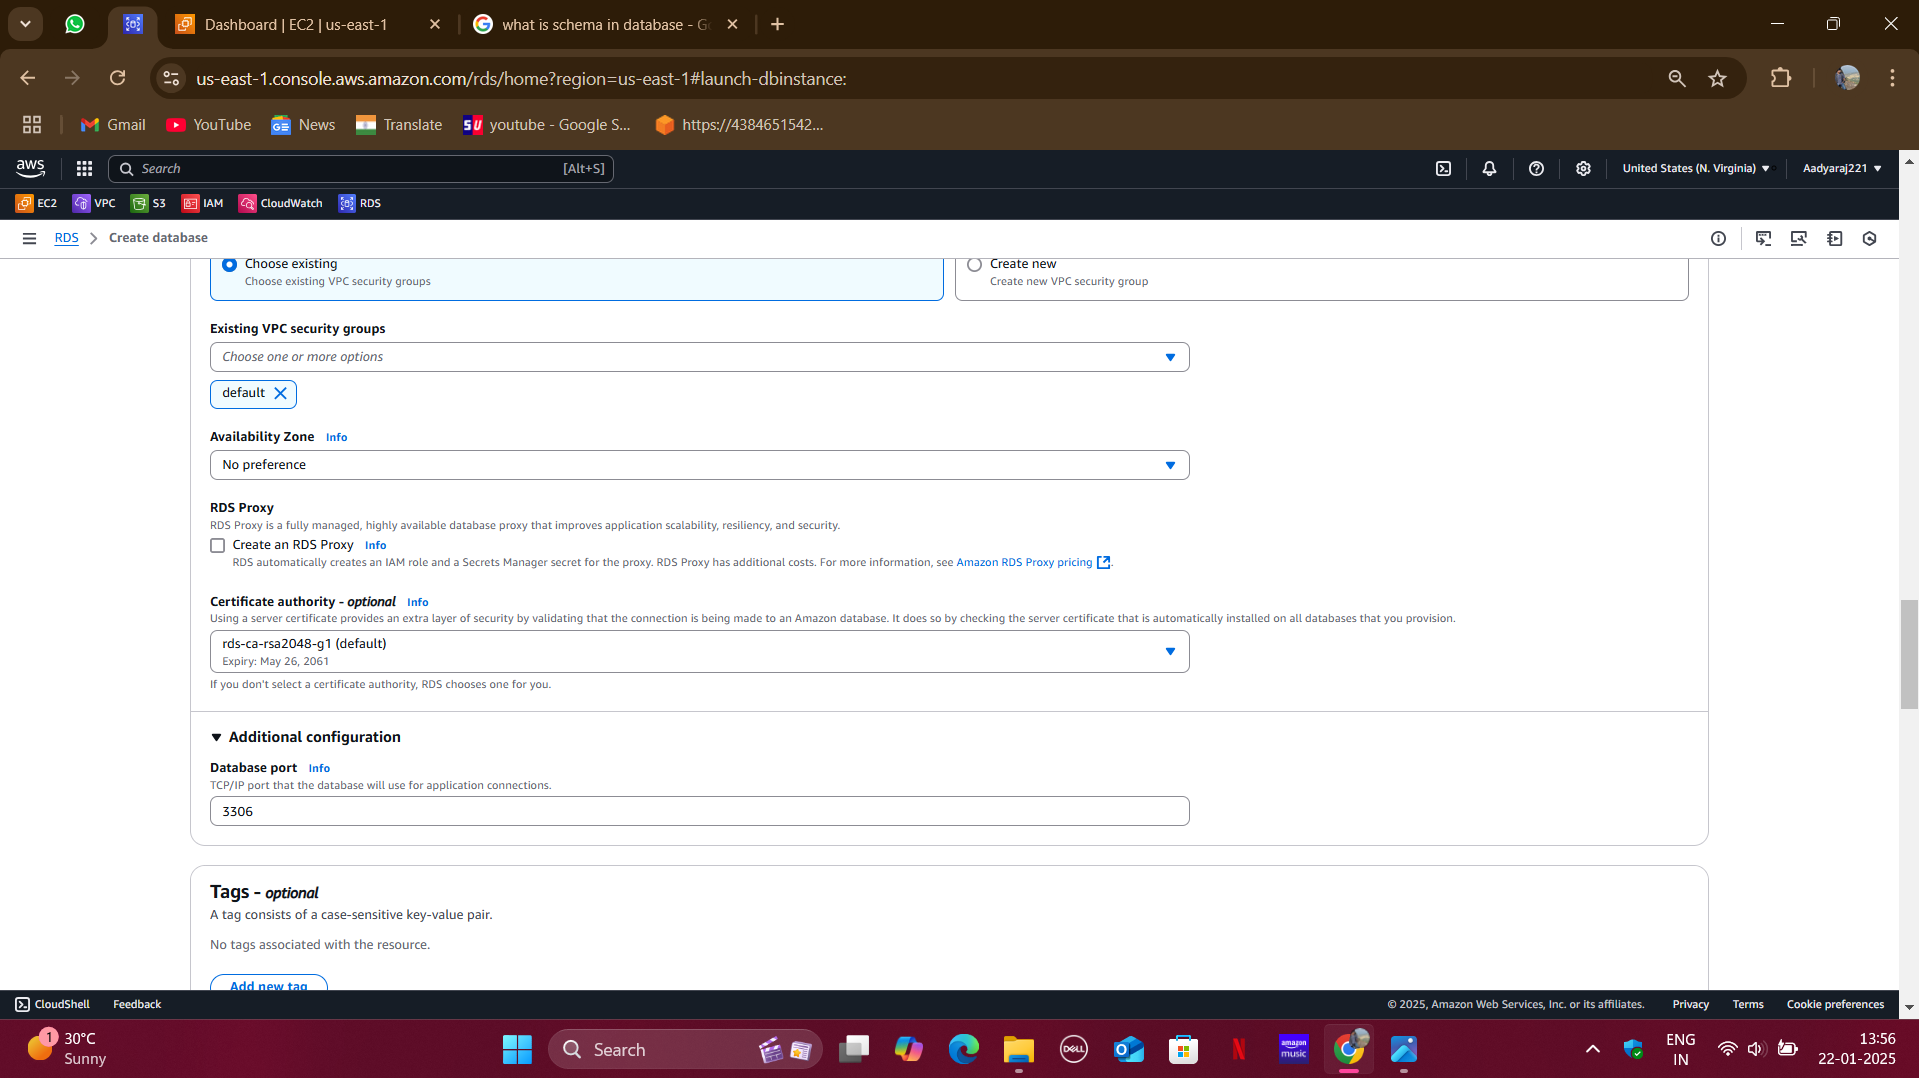 Dashboard | EC2 | us-east-1
what is schema in database - Go
us-east-1.console.aws.amazon.com/rds/home?region=us-east-1#launch-dbinstance:
Gmail
YouTube
News
Translate
youtube - Google S...
https://4384651542...
aws
Search
[Alt+S]
United States (N. Virginia)
Aadyaraj221
EC2
VPC
S3
IAM
CloudWatch
RDS
RDS
Create database
Choose existing
Choose existing VPC security groups
Create new
Create new VPC security group
Existing VPC security groups
Choose one or more options
default
Availability Zone Info
No preference
RDS Proxy
RDS Proxy is a fully managed, highly available database proxy that improves application scalability, resiliency, and security.
Create an RDS Proxy Info
RDS automatically creates an IAM role and a Secrets Manager secret for the proxy. RDS Proxy has additional costs. For more information, see Amazon RDS Proxy pricing.
Certificate authority - optional Info
Using a server certificate provides an extra layer of security by validating that the connection is being made to an Amazon database. It does so by checking the server certificate that is automatically installed on all databases that you provision.
rds-ca-rsa2048-g1 (default)
Expiry: May 26, 2061
If you don't select a certificate authority, RDS chooses one for you.
Additional configuration
Database port Info
TCP/IP port that the database will use for application connections.
3306
Tags - optional
A tag consists of a case-sensitive key-value pair.
No tags associated with the resource.
Add new tag
CloudShell
Feedback
© 2025, Amazon Web Services, Inc. or its affiliates.
Privacy
Terms
Cookie preferences
1
30°C
Sunny
Search
DELL
amazon
music
ENG
IN
13:56
22-01-2025